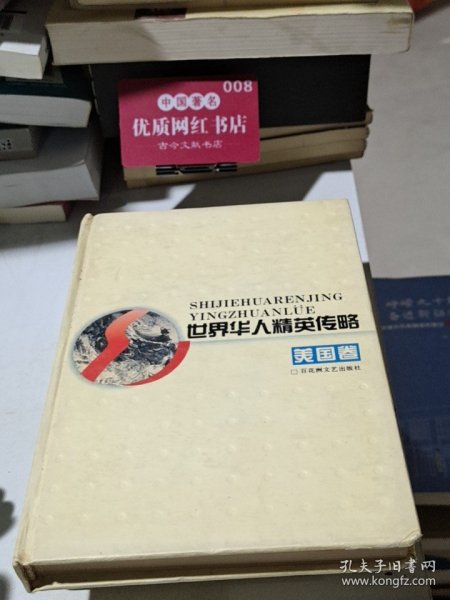 008
中国著名
优质网红书店
古今文献书店
SHIJIEHUARENJING
YINGZHUANLÜE
世界华人精英传略
美国卷
□百花洲文艺出版社
孔夫子旧书网
www.kongfz.com